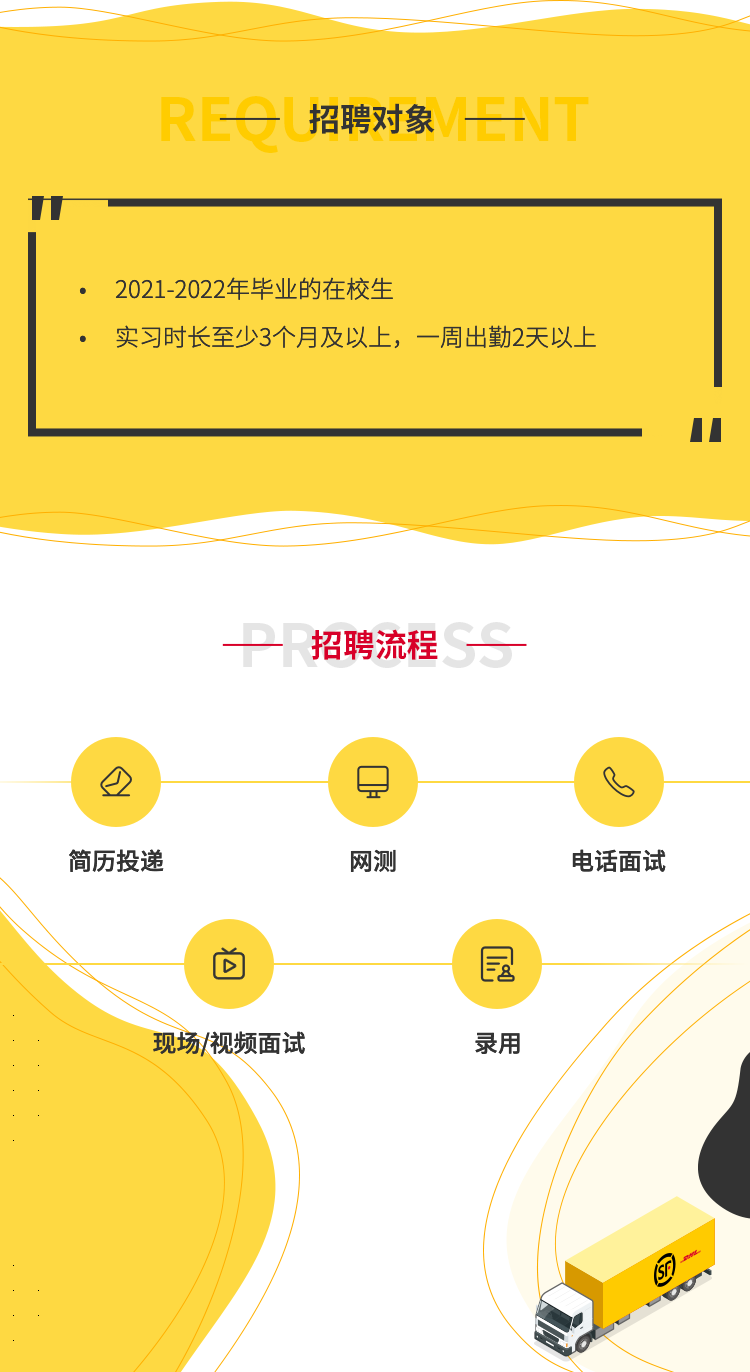 REQUIREMENT
招聘对象
• 2021-2022年毕业的在校生
• 实习时长至少3个月及以上，一周出勤2天以上
PROCESS
招聘流程
简历投递
网测
电话面试
现场/视频面试
录用
SF
DHL